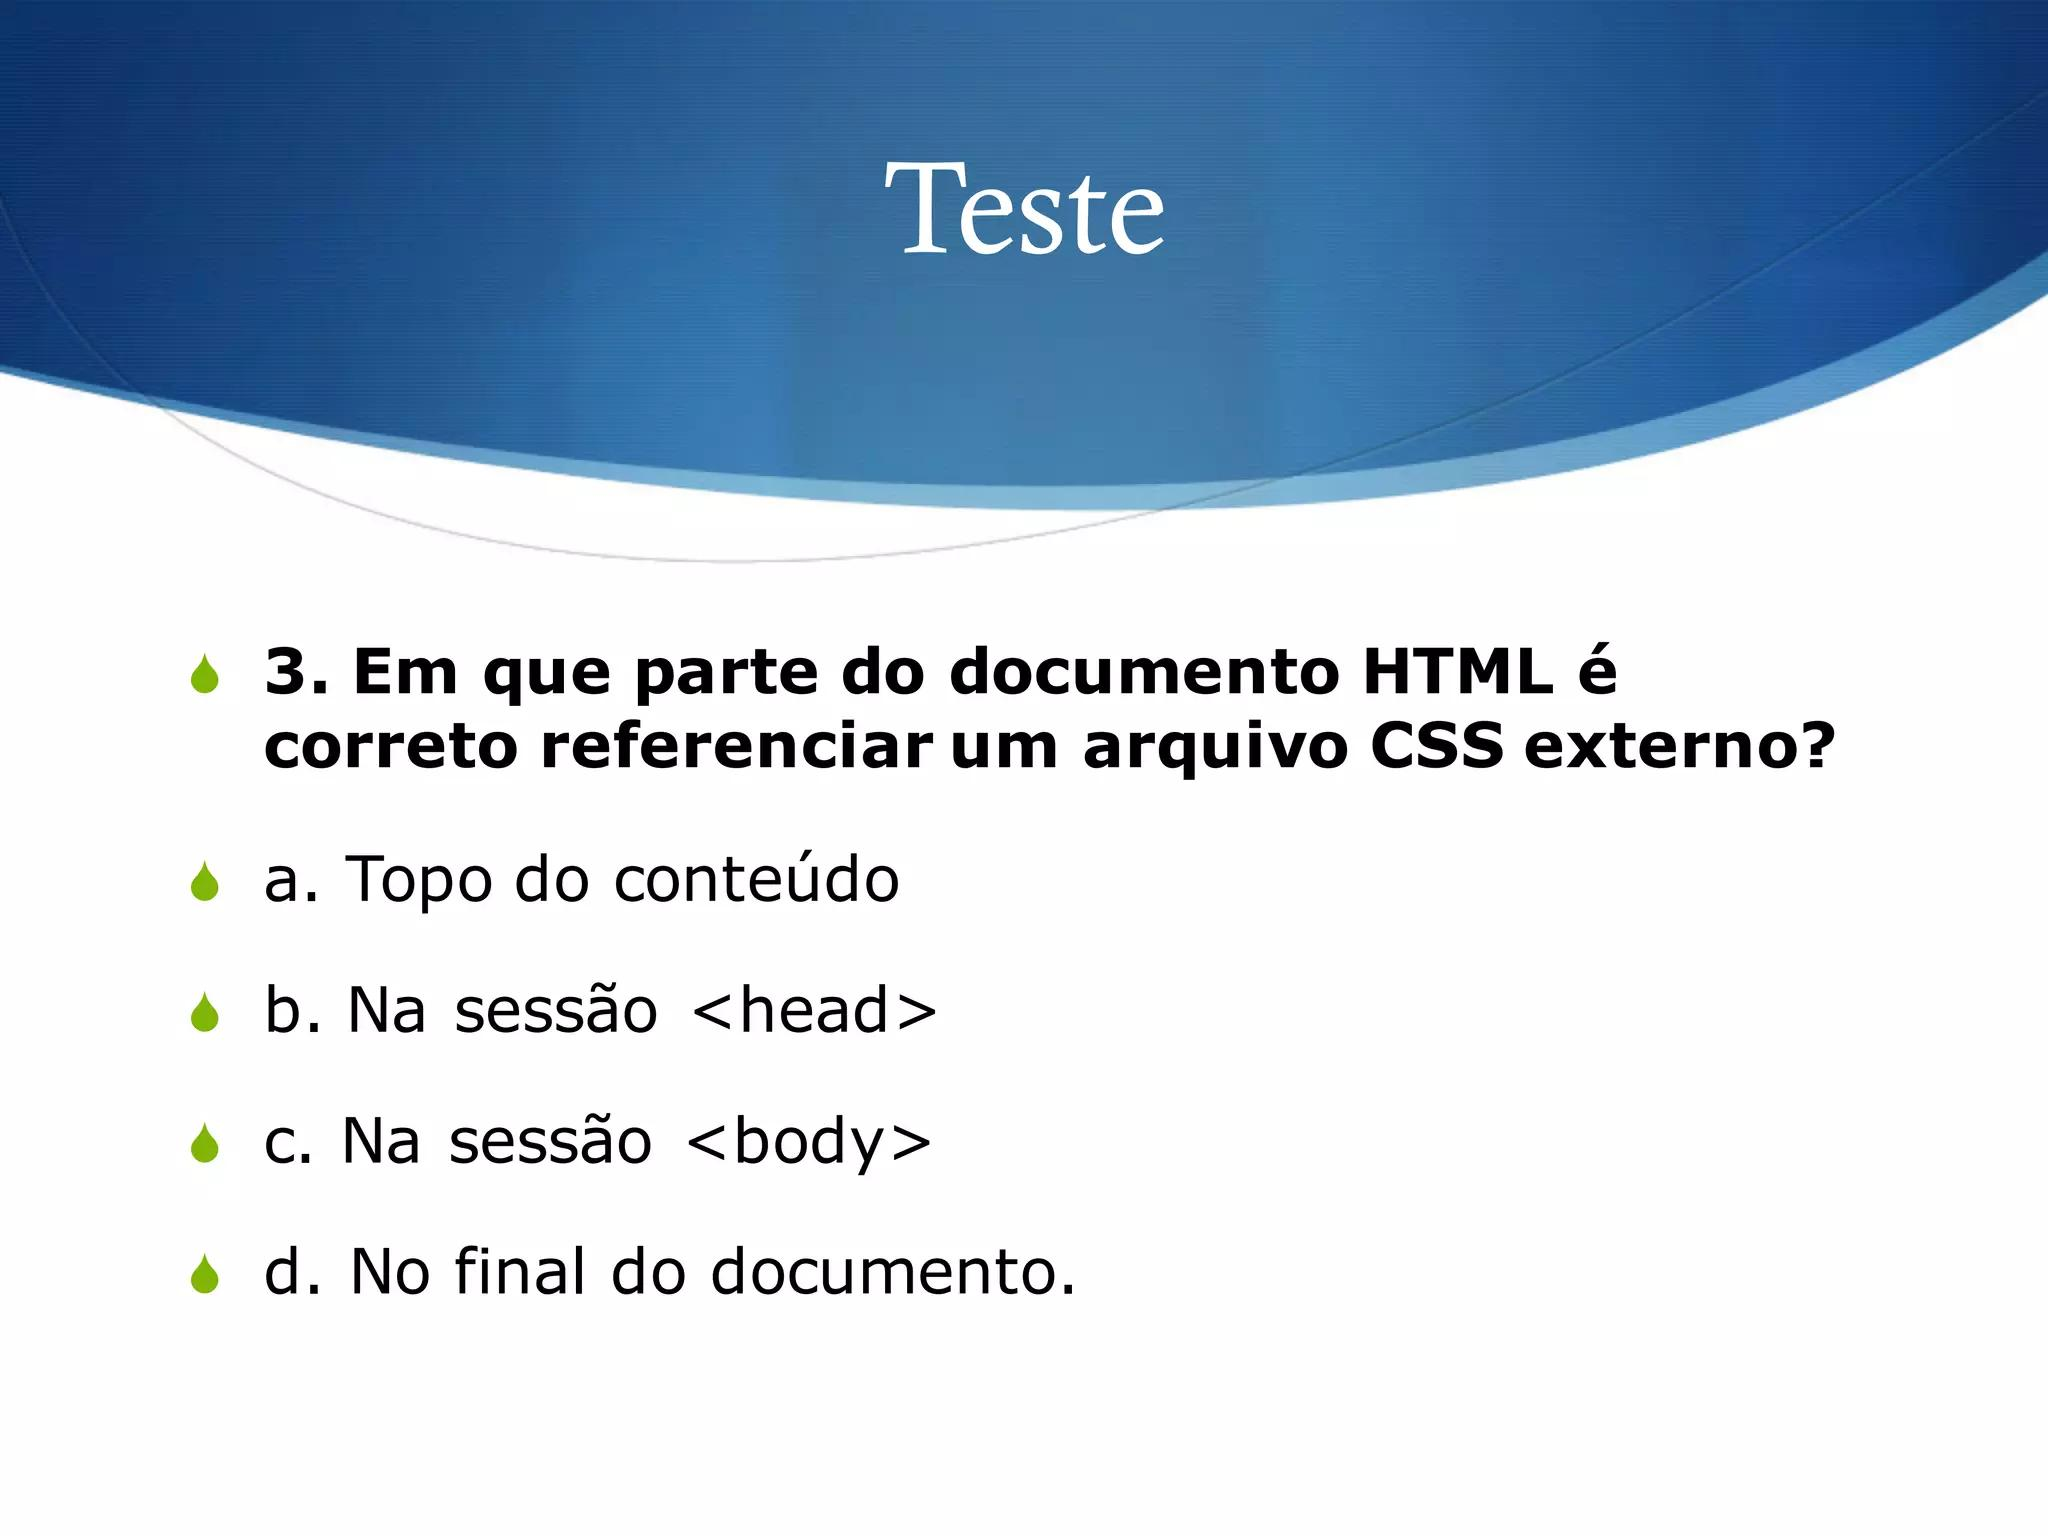 Teste
3. Em que parte do documento HTML é
correto referenciar um arquivo CSS externo?
a. Topo do conteúdo
b. Na sessão <head>
c. Na sessão <body>
d. No final do documento.